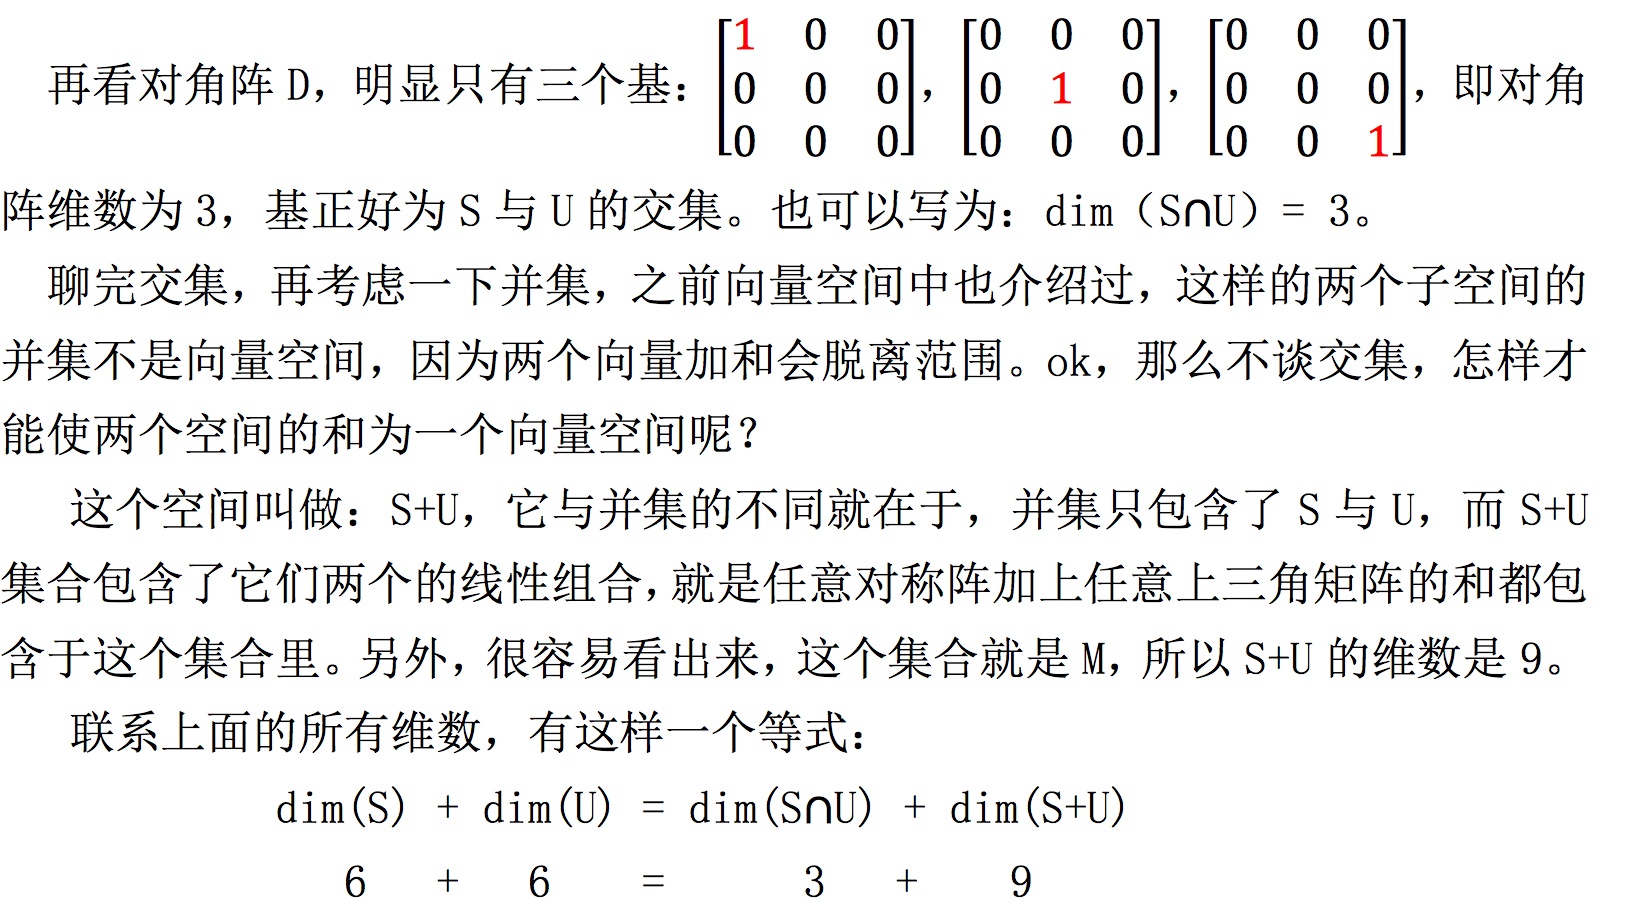 再看对角阵 D，明显只有三个基：[1 0 0; 0 0 0; 0 0 0]，[0 0 0; 0 1 0; 0 0 0]，[0 0 0; 0 0 0; 0 0 1]，即对角
阵维数为 3，基正好为 S 与 U 的交集。也可以写为：dim（S∩U）= 3。
聊完交集，再考虑一下并集，之前向量空间中也介绍过，这样的两个子空间的
并集不是向量空间，因为两个向量加和会脱离范围。ok，那么不谈交集，怎样才
能使两个空间的和为一个向量空间呢？
这个空间叫做：S+U，它与并集的不同就在于，并集只包含了 S 与 U，而 S+U
集合包含了它们两个的线性组合，就是任意对称阵加上任意上三角矩阵的和都包
含于这个集合里。另外，很容易看出来，这个集合就是 M，所以 S+U 的维数是 9。
联系上面的所有维数，有这样一个等式：
dim(S) + dim(U) = dim(S∩U) + dim(S+U)
6 + 6 = 3 + 9